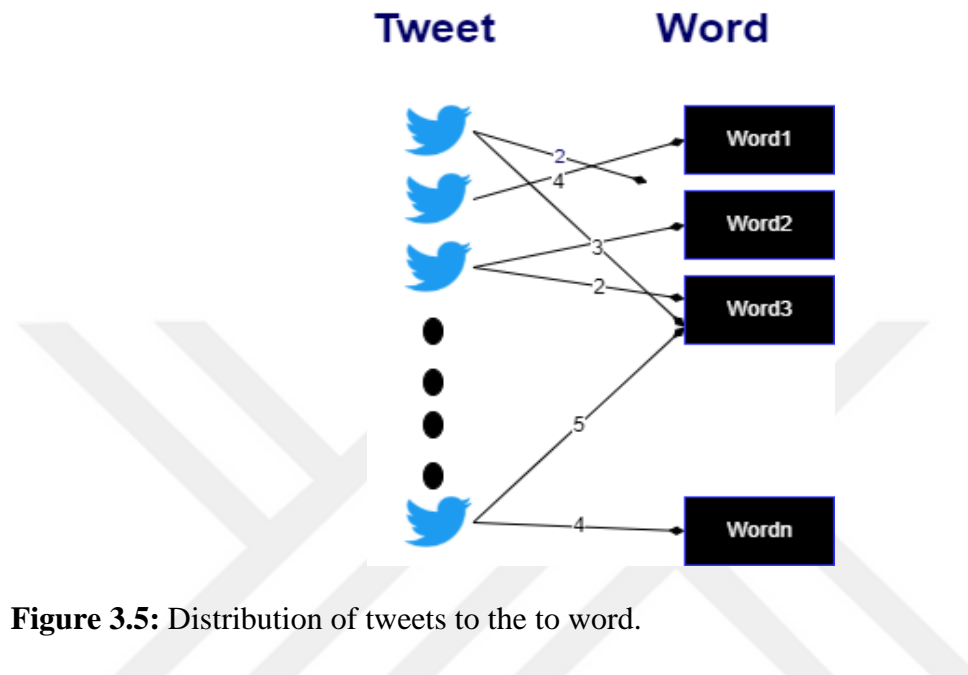 Tweet Word
Word1
2
4
Word2
3
2
Word3
5
4
Wordn
Figure 3.5: Distribution of tweets to the to word.